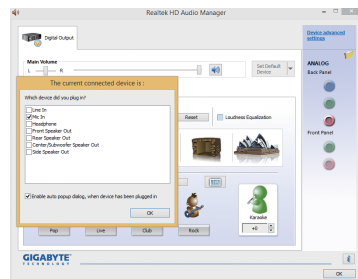 Realtek HD Audio Manager
Digital Output
Device advanced
settings
Main Volume
L
R
Set Default
Device
ANALOG
Back Panel
The current connected device is :
Which device did you plug in?
Line In
Mic In
Headphone
Front Speaker Out
Rear Speaker Out
Center/Subwoofer Speaker Out
Side Speaker Out
Reset
Loudness Equalization
Front Panel
Enable auto popup dialog, when device has been plugged in
OK
Karaoke
+0
Pop
Live
Club
Rock
GIGABYTE
TECHNOLOGY
OK